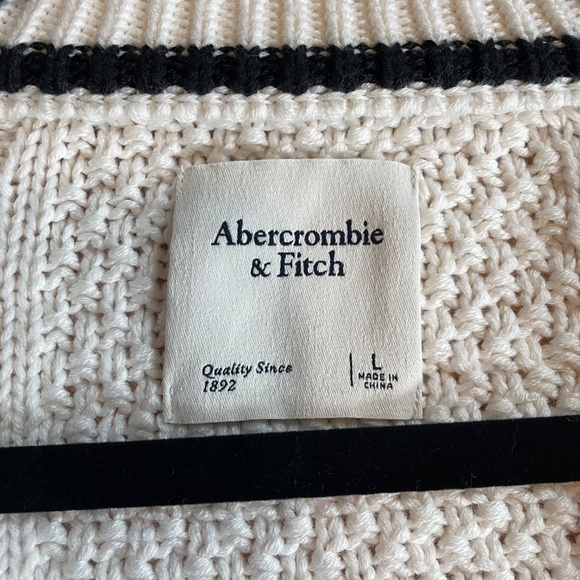 Abercrombie
& Fitch
Quality Since
1892
L
MADE IN
CHINA